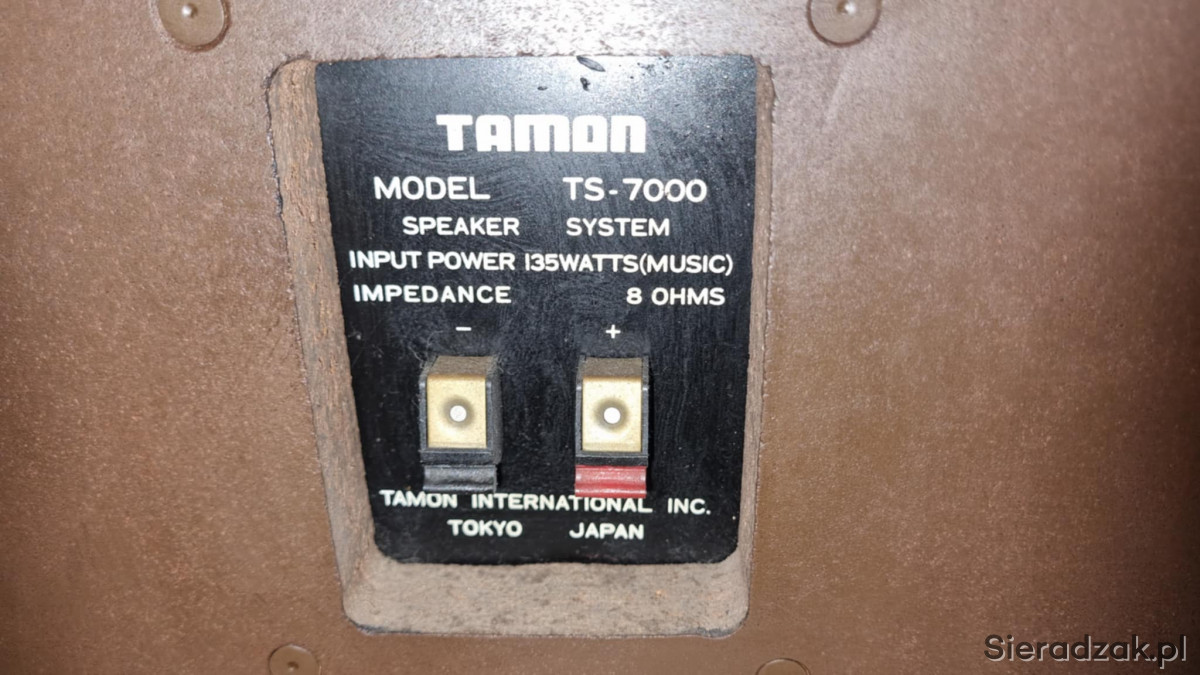 TAMON
MODEL TS-7000
SPEAKER SYSTEM
INPUT POWER 135WATTS(MUSIC)
IMPEDANCE 8 OHMS
- +
TAMON INTERNATIONAL INC.
TOKYO JAPAN
Sieradzak.pl